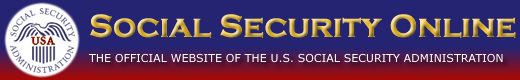 SOCIAL SECURITY ADMINISTRATION
USA
SOCIAL SECURITY ONLINE
THE OFFICIAL WEBSITE OF THE U.S. SOCIAL SECURITY ADMINISTRATION